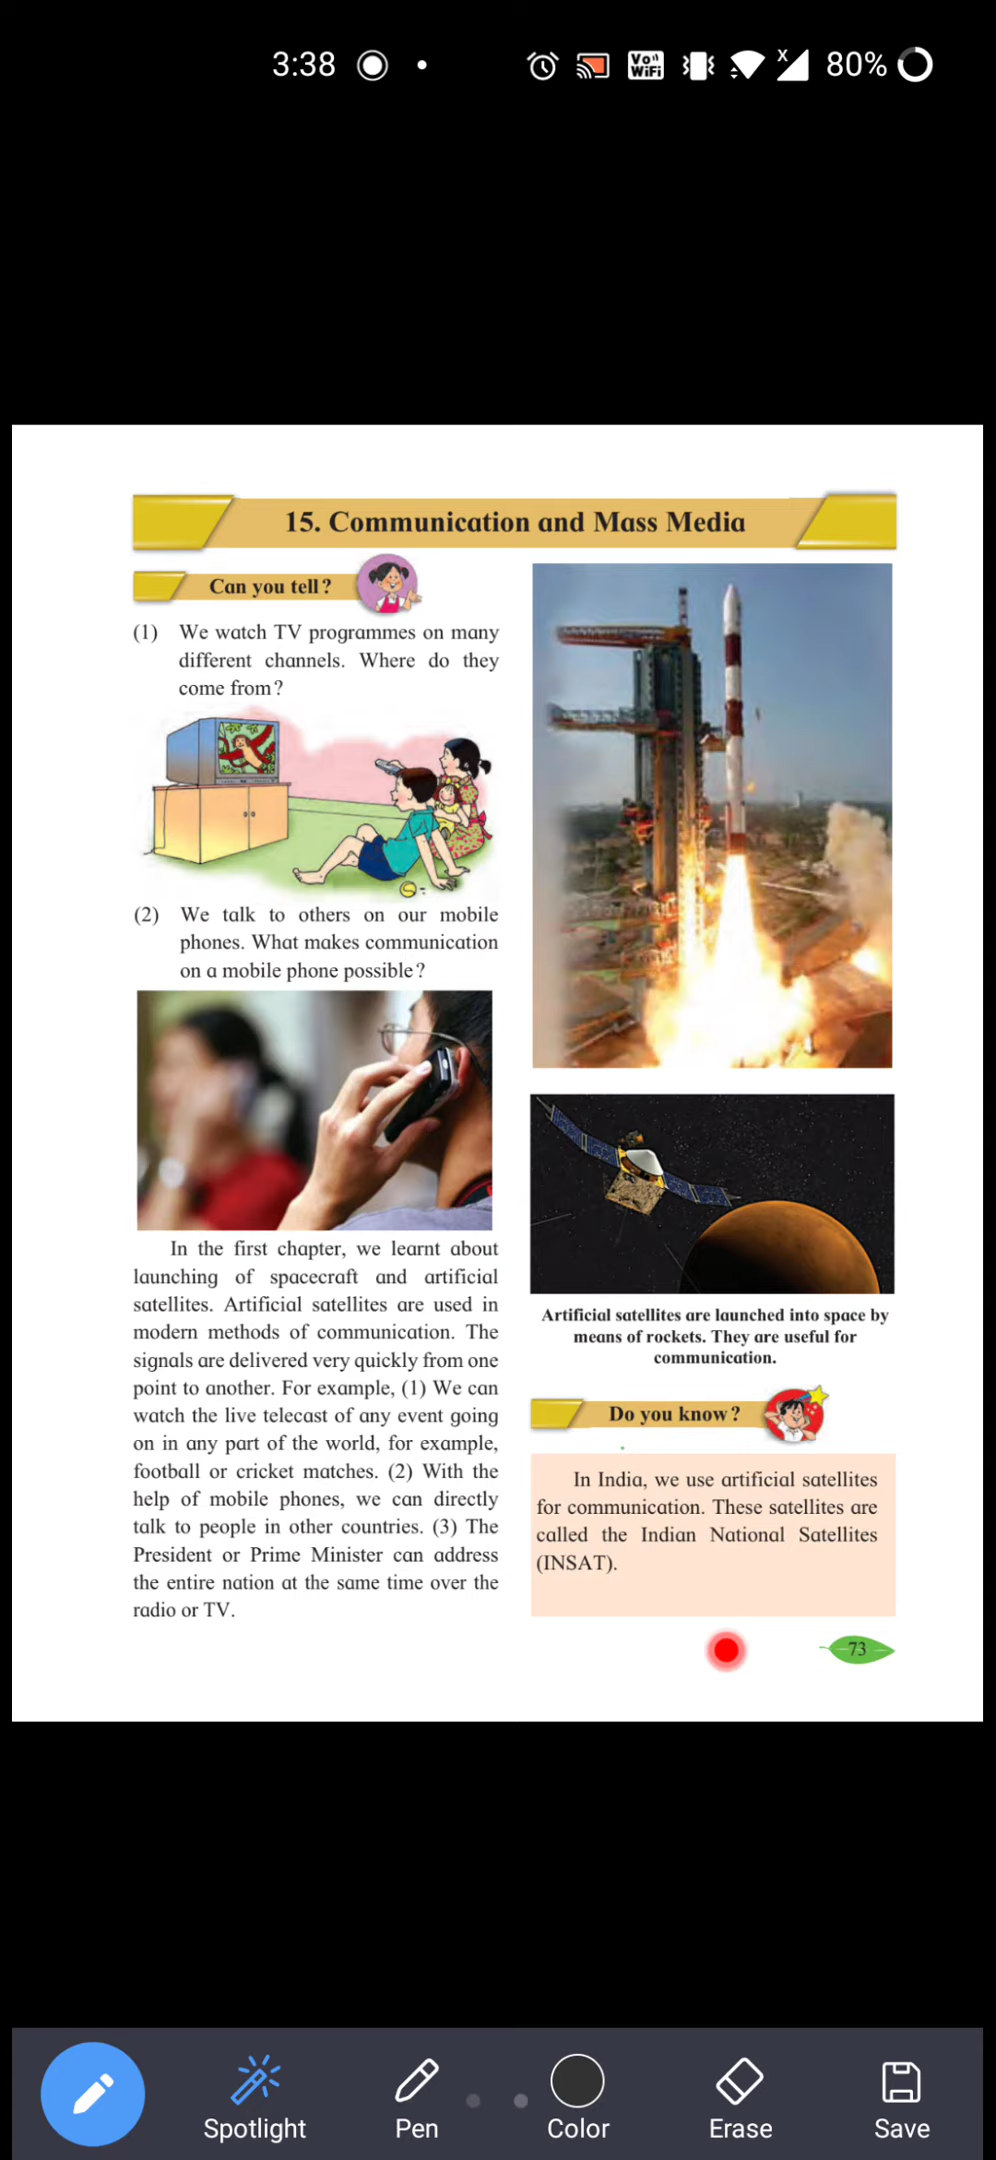 3:38
Vo
WiFi
X
80%
15. Communication and Mass Media
Can you tell?
(1) We watch TV programmes on many
different channels. Where do they
come from?
(2) We talk to others on our mobile
phones. What makes communication
on a mobile phone possible?
In the first chapter, we learnt about
launching of spacecraft and artificial
satellites. Artificial satellites are used in
modern methods of communication. The
signals are delivered very quickly from one
point to another. For example, (1) We can
watch the live telecast of any event going
on in any part of the world, for example,
football or cricket matches. (2) With the
help of mobile phones, we can directly
talk to people in other countries. (3) The
President or Prime Minister can address
the entire nation at the same time over the
radio or TV.
Artificial satellites are launched into space by
means of rockets. They are useful for
communication.
Do you know?
In India, we use artificial satellites
for communication. These satellites are
called the Indian National Satellites
(INSAT).
73
Spotlight
Pen
Color
Erase
Save